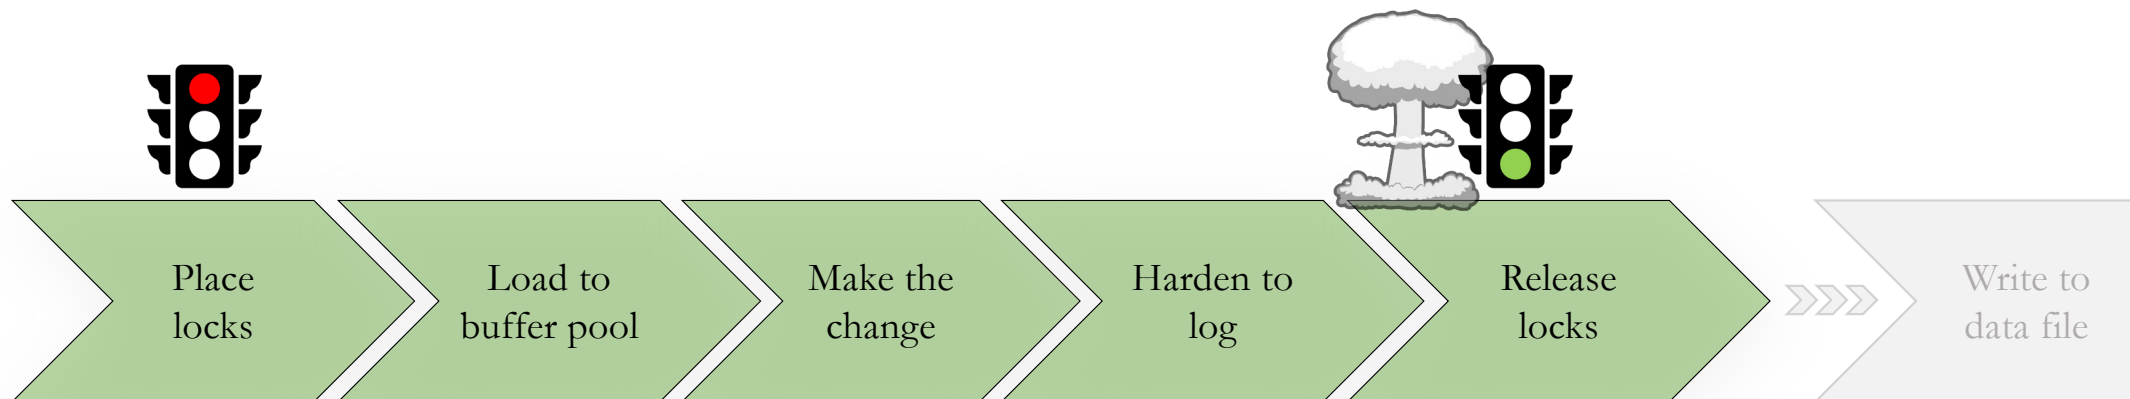 Place
locks
Load to
buffer pool
Make the
change
Harden to
log
Release
locks
Write to
data file